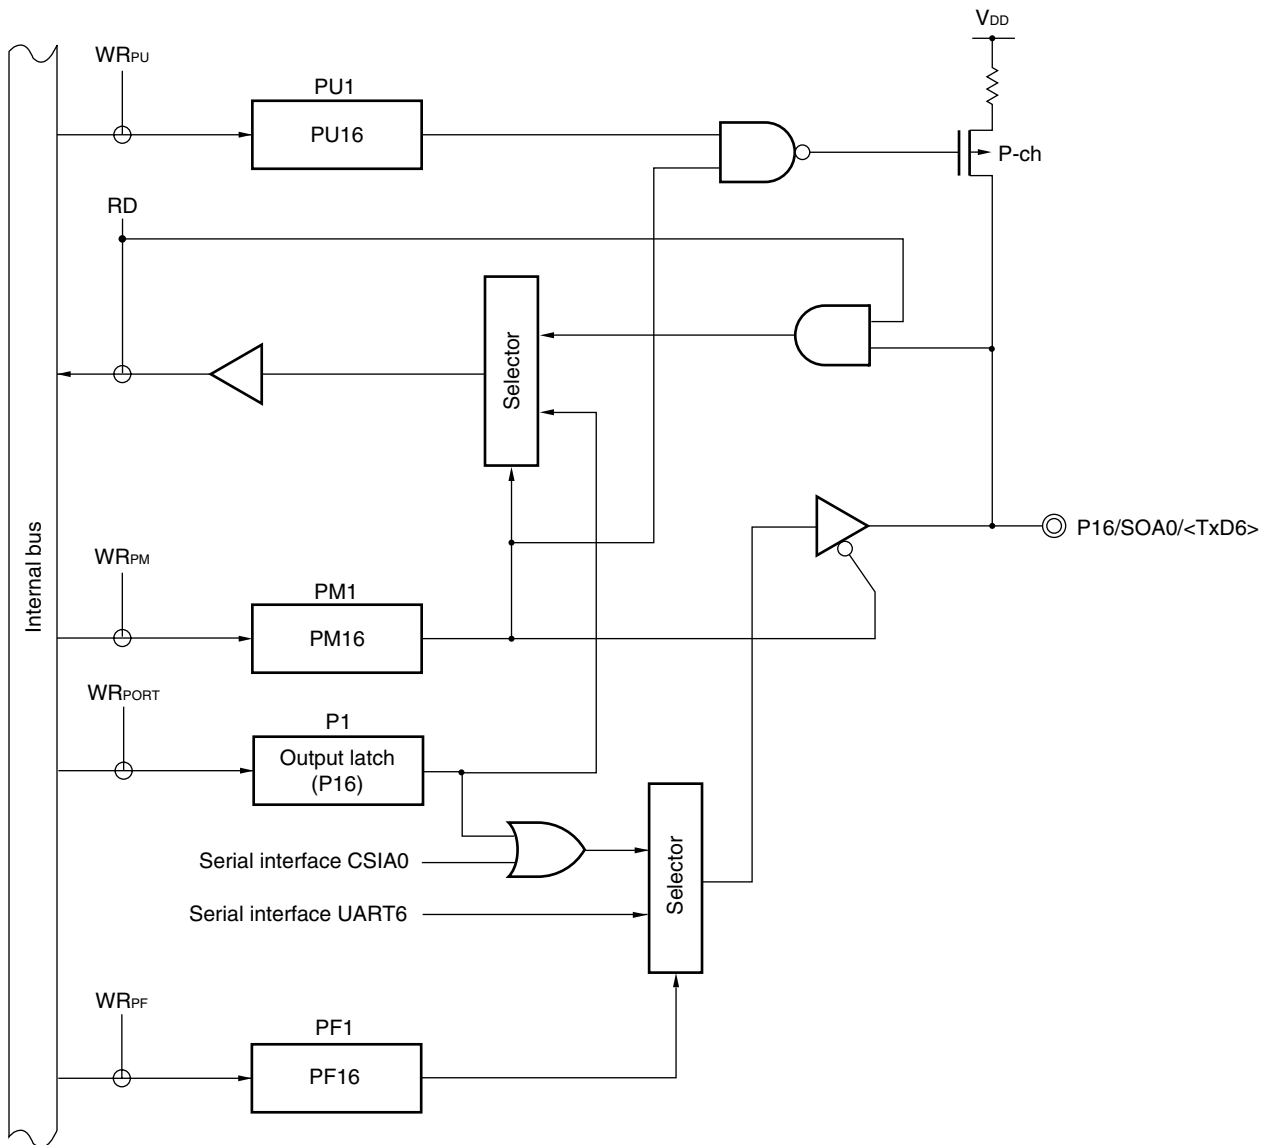 VDD
WRPU
PU1
PU16
P-ch
RD
Selector
Internal bus
P16/SOA0/<TxD6>
WRPM
PM1
PM16
WRPORT
P1
Output latch
(P16)
Serial interface CSIA0
Selector
Serial interface UART6
WRPF
PF1
PF16